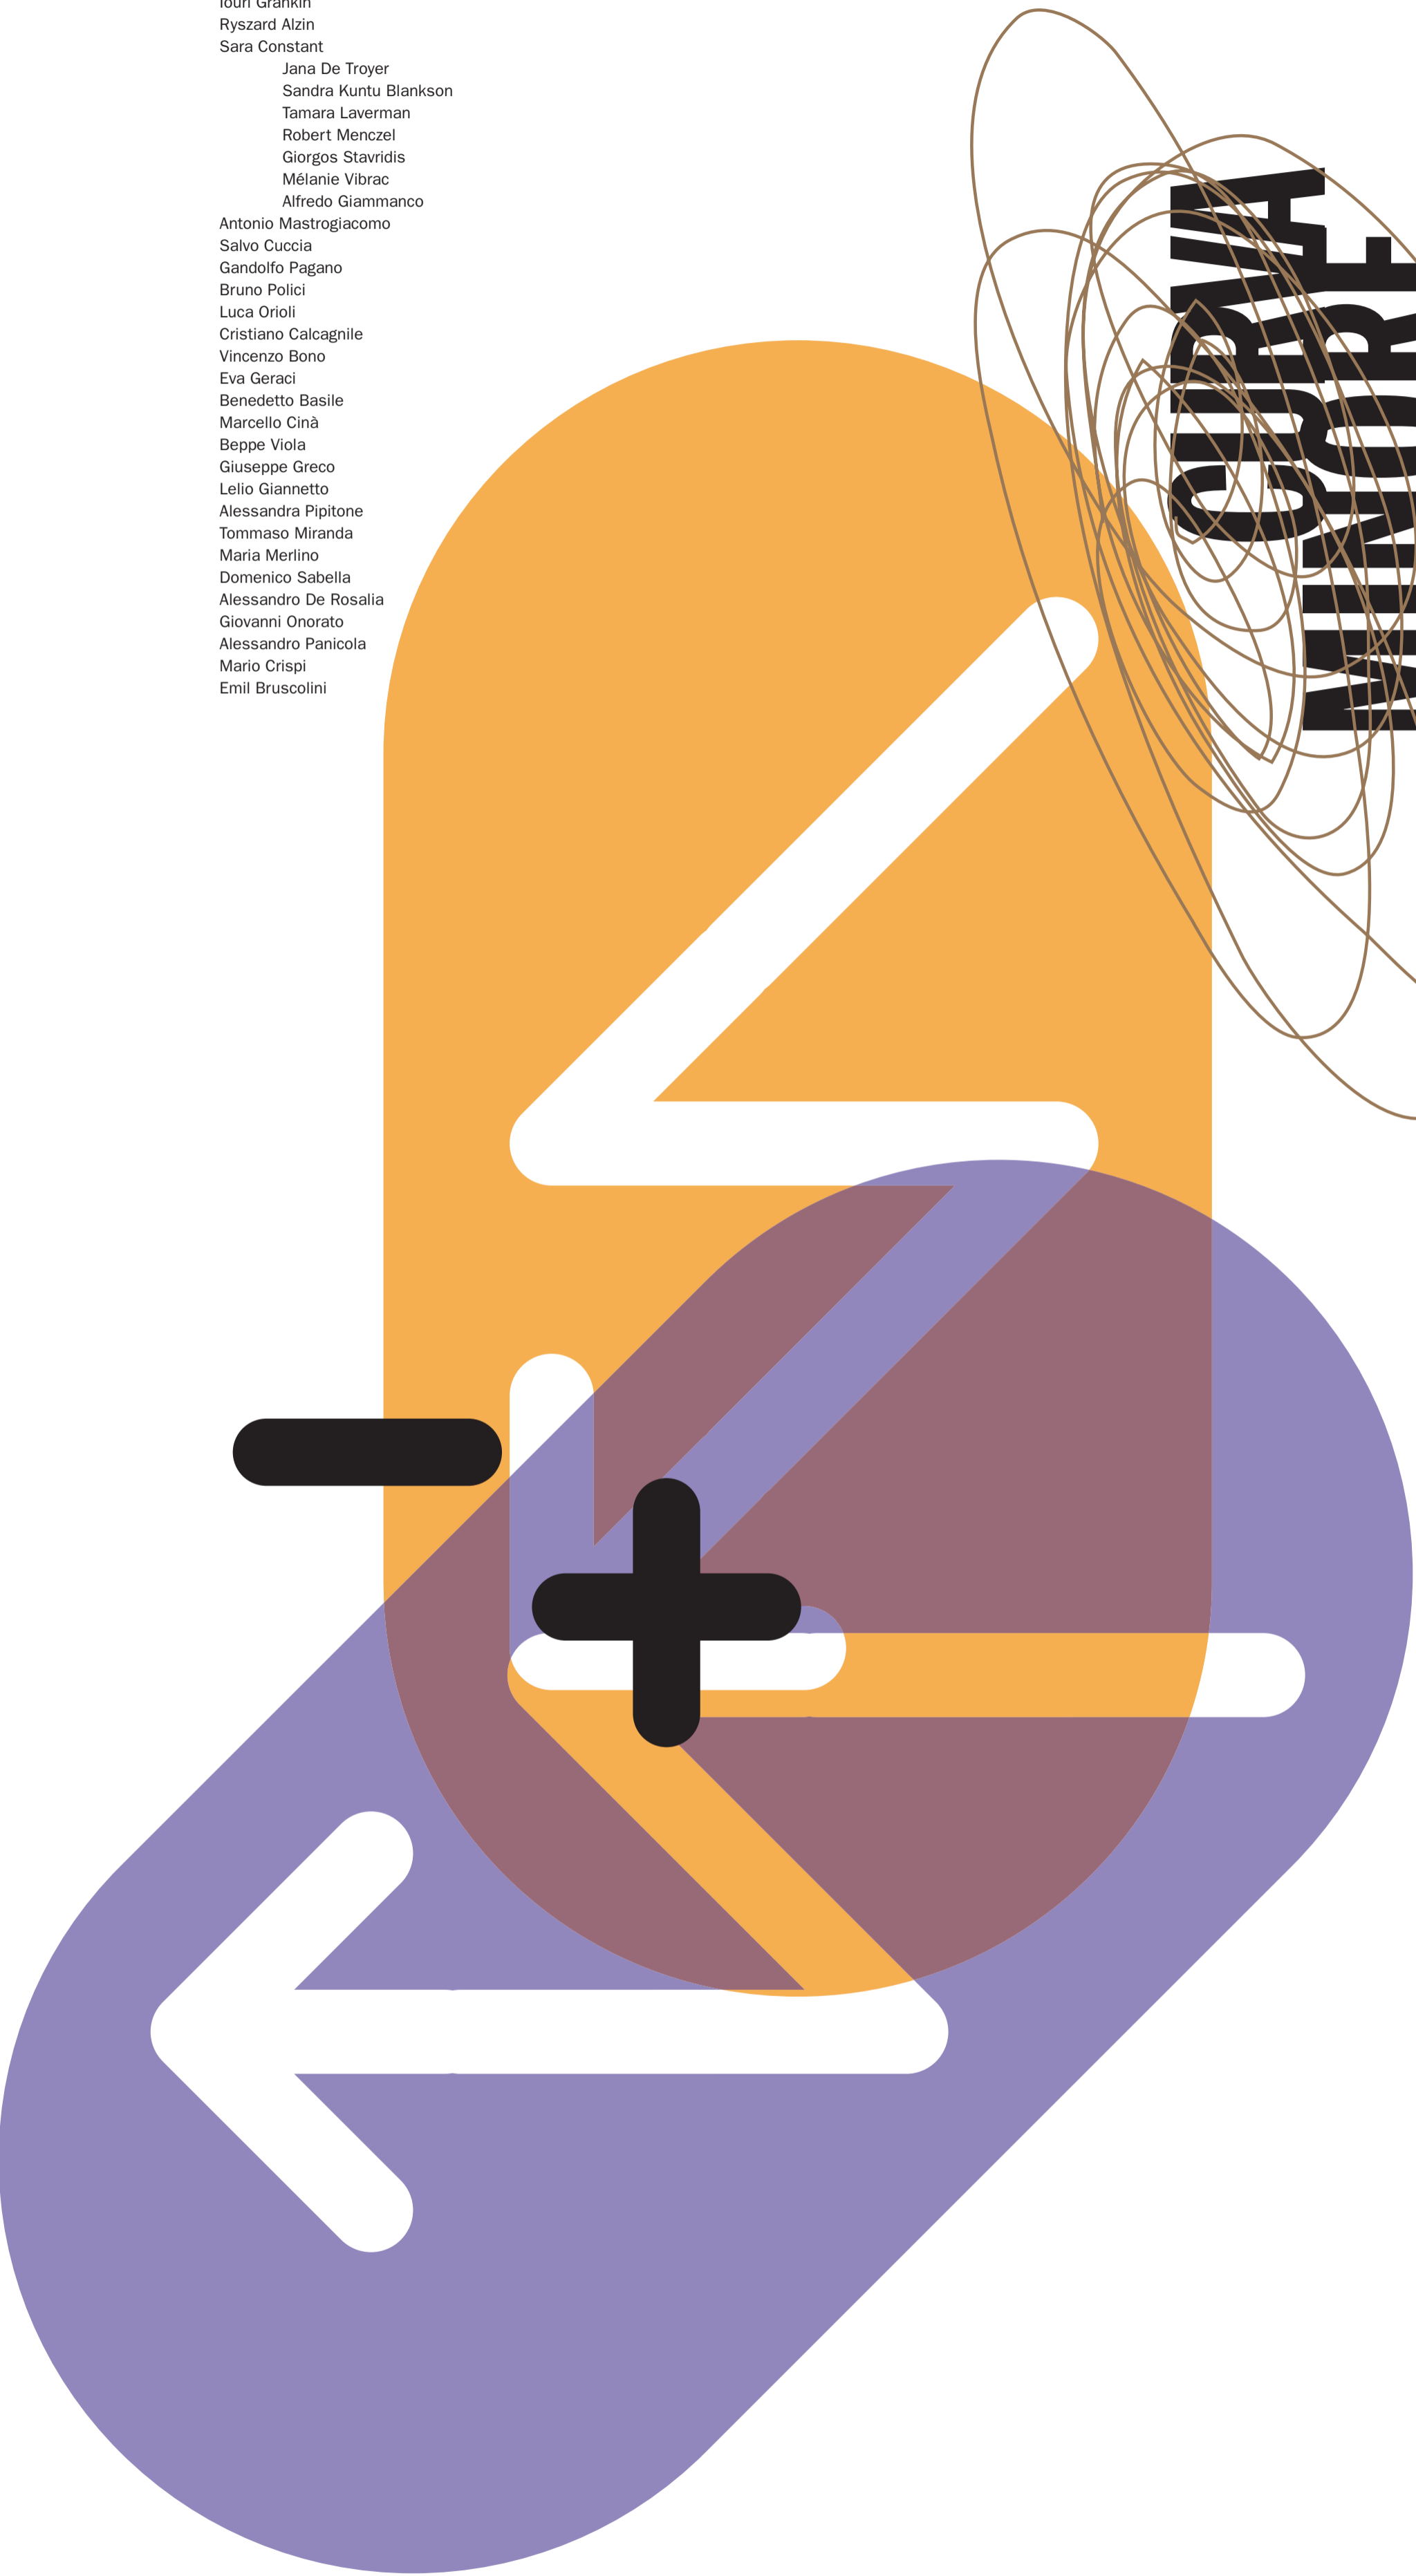 Iouri Grankin
Ryszard Alzin
Sara Constant
Jana De Troyer
Sandra Kuntu Blankson
Tamara Laverman
Robert Menczel
Giorgos Stavridis
Mélanie Vibrac
Alfredo Giammanco
Antonio Mastrogiacomo
Salvo Cuccia
Gandolfo Pagano
Bruno Polici
Luca Orioli
Cristiano Calcagnile
Vincenzo Bono
Eva Geraci
Benedetto Basile
Marcello Cinà
Beppe Viola
Giuseppe Greco
Lelio Giannetto
Alessandra Pipitone
Tommaso Miranda
Maria Merlino
Domenico Sabella
Alessandro De Rosalia
Giovanni Onorato
Alessandro Panicola
Mario Crispi
Emil Bruscolini
CURVA
MINORE